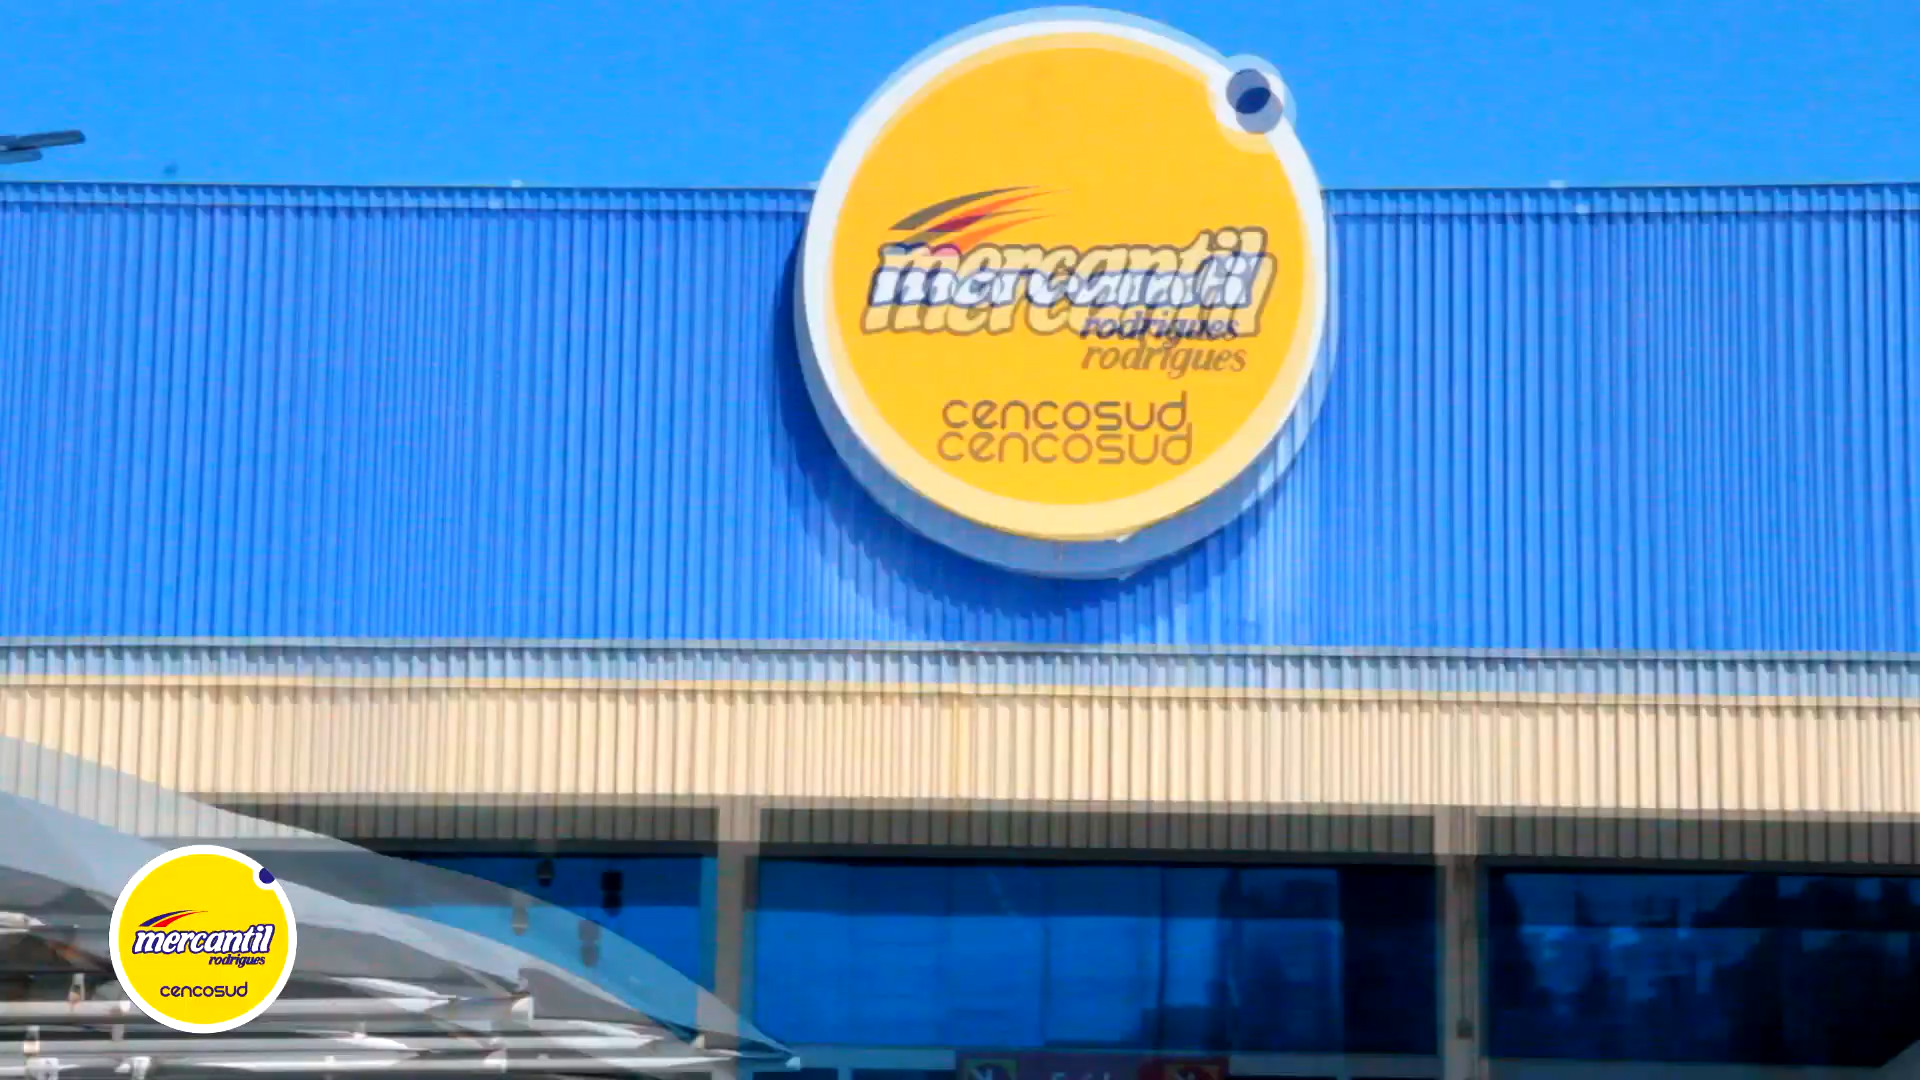 mercantil
rodrigues
cencosud
mercantil
rodrigues
cencosud